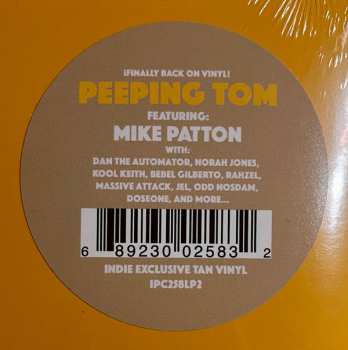 ¡FINALLY BACK ON VINYL!
PEEPING TOM
FEATURING:
MIKE PATTON
WITH:
DAN THE AUTOMATOR, NORAH JONES,
KOOL KEITH, BEBEL GILBERTO, RAHZEL,
MASSIVE ATTACK, JEL, ODD NOSDAM,
DOSEONE, AND MORE...
6 89230 02583 2
INDIE EXCLUSIVE TAN VINYL
IPC258LP2